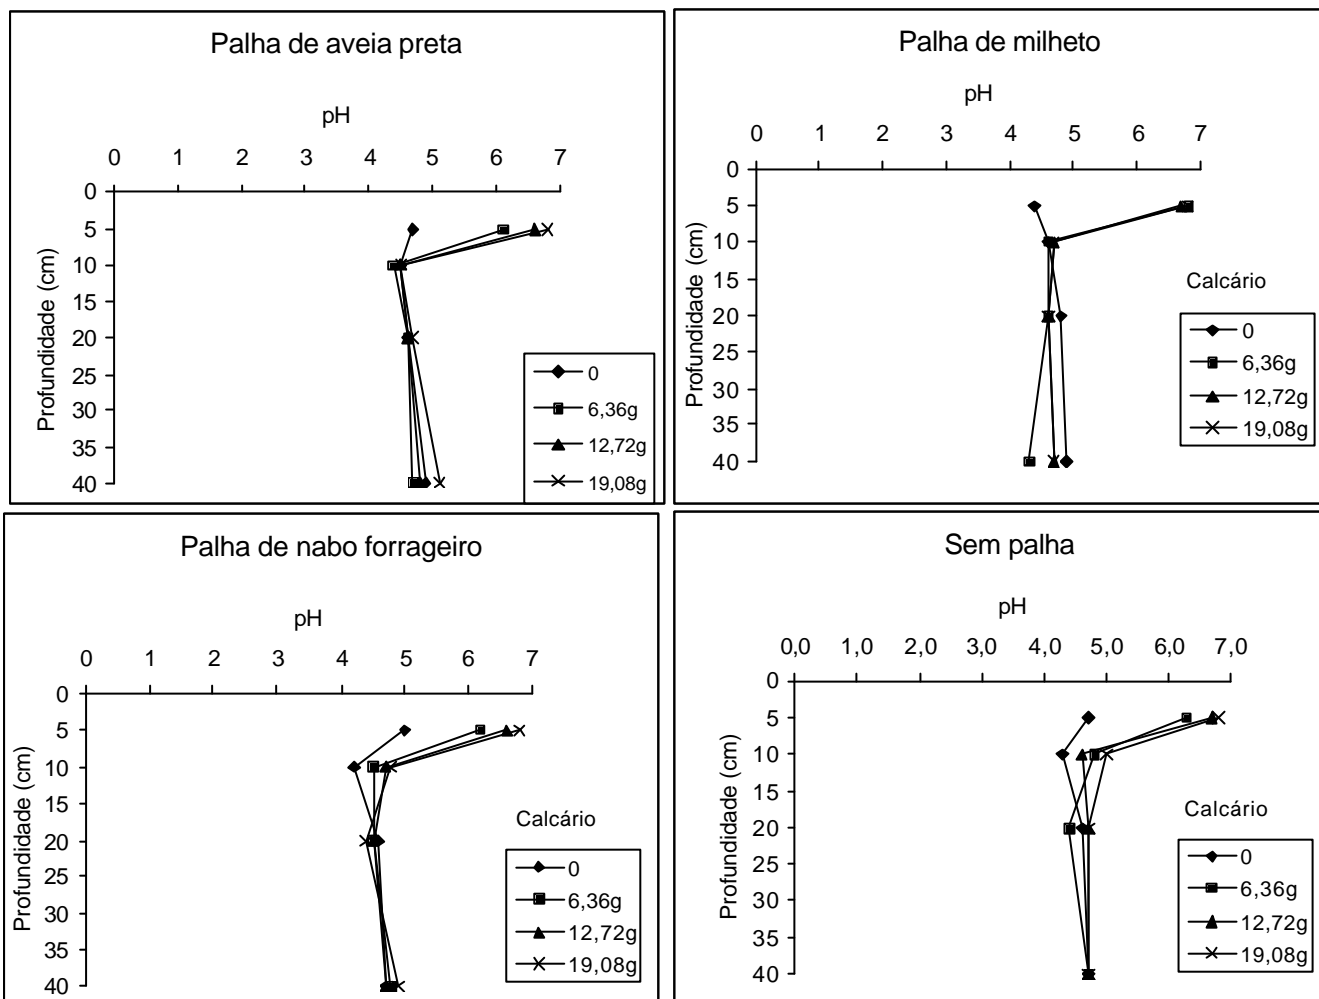 Palha de aveia preta
pH
0 1 2 3 4 5 6 7
0
5
10
15
20
25
30
35
40
Profundidade (cm)
0
6,36g
12,72g
19,08g
Palha de milheto
pH
0 1 2 3 4 5 6 7
0
5
10
15
20
25
30
35
40
Profundidade (cm)
Calcário
0
6,36g
12,72g
19,08g
Palha de nabo forrageiro
pH
0 1 2 3 4 5 6 7
0
5
10
15
20
25
30
35
40
Profundidade (cm)
Calcário
0
6,36g
12,72g
19,08g
Sem palha
pH
0,0 1,0 2,0 3,0 4,0 5,0 6,0 7,0
0
5
10
15
20
25
30
35
40
Profundidade (cm)
Calcário
0
6,36g
12,72g
19,08g